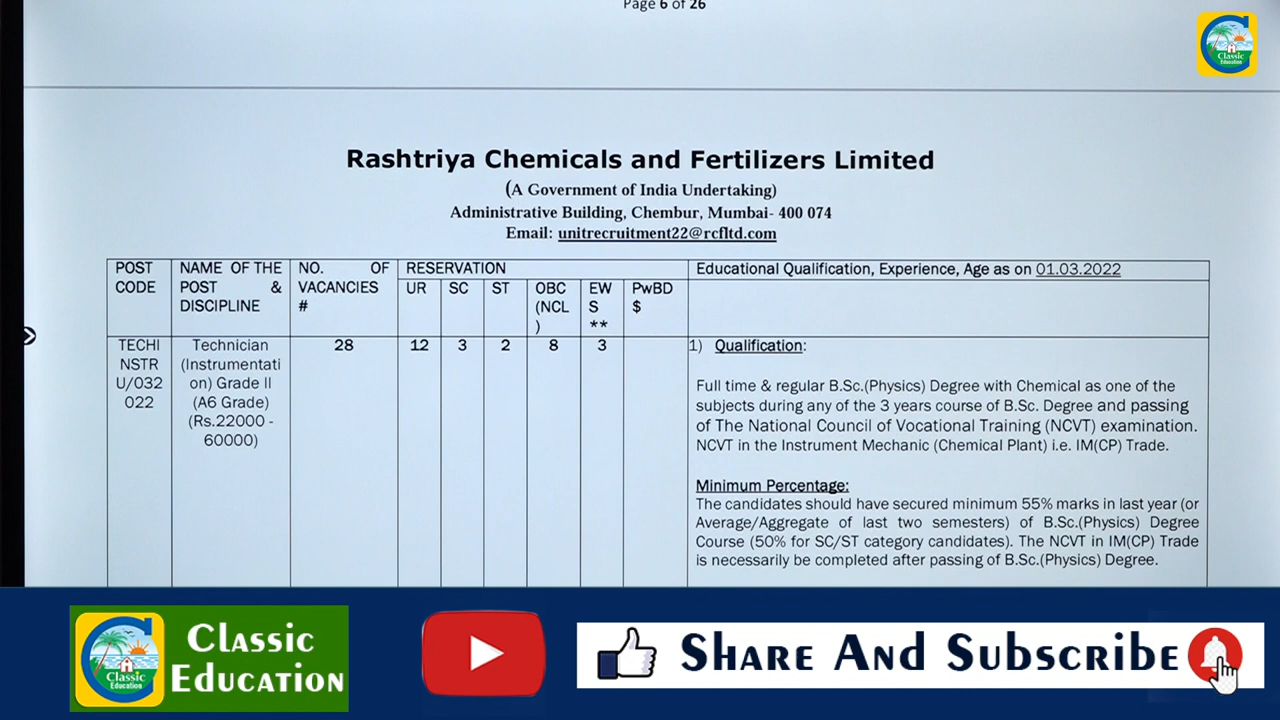 Page 6 of 26
Classic
Education
Rashtriya Chemicals and Fertilizers Limited
(A Government of India Undertaking)
Administrative Building, Chembur, Mumbai- 400 074
Email: unitrecruitment22@rcfltd.com
POST
CODE
NAME OF THE
POST &
DISCIPLINE
NO. OF
VACANCIES
#
RESERVATION
UR
SC
ST
OBC
(NCL
)
EW
S
**
PwBD
$
Educational Qualification, Experience, Age as on 01.03.2022
TECHI
NSTR
U/032
022
Technician
(Instrumentati
on) Grade II
(A6 Grade)
(Rs.22000 -
60000)
28
12
3
2
8
3
1) Qualification:
Full time & regular B.Sc.(Physics) Degree with Chemical as one of the
subjects during any of the 3 years course of B.Sc. Degree and passing
of The National Council of Vocational Training (NCVT) examination.
NCVT in the Instrument Mechanic (Chemical Plant) i.e. IM(CP) Trade.
Minimum Percentage:
The candidates should have secured minimum 55% marks in last year (or
Average/Aggregate of last two semesters) of B.Sc.(Physics) Degree
Course (50% for SC/ST category candidates). The NCVT in IM(CP) Trade
is necessarily be completed after passing of B.Sc.(Physics) Degree.
Classic
Education
Classic
Education
Share And Subscribe